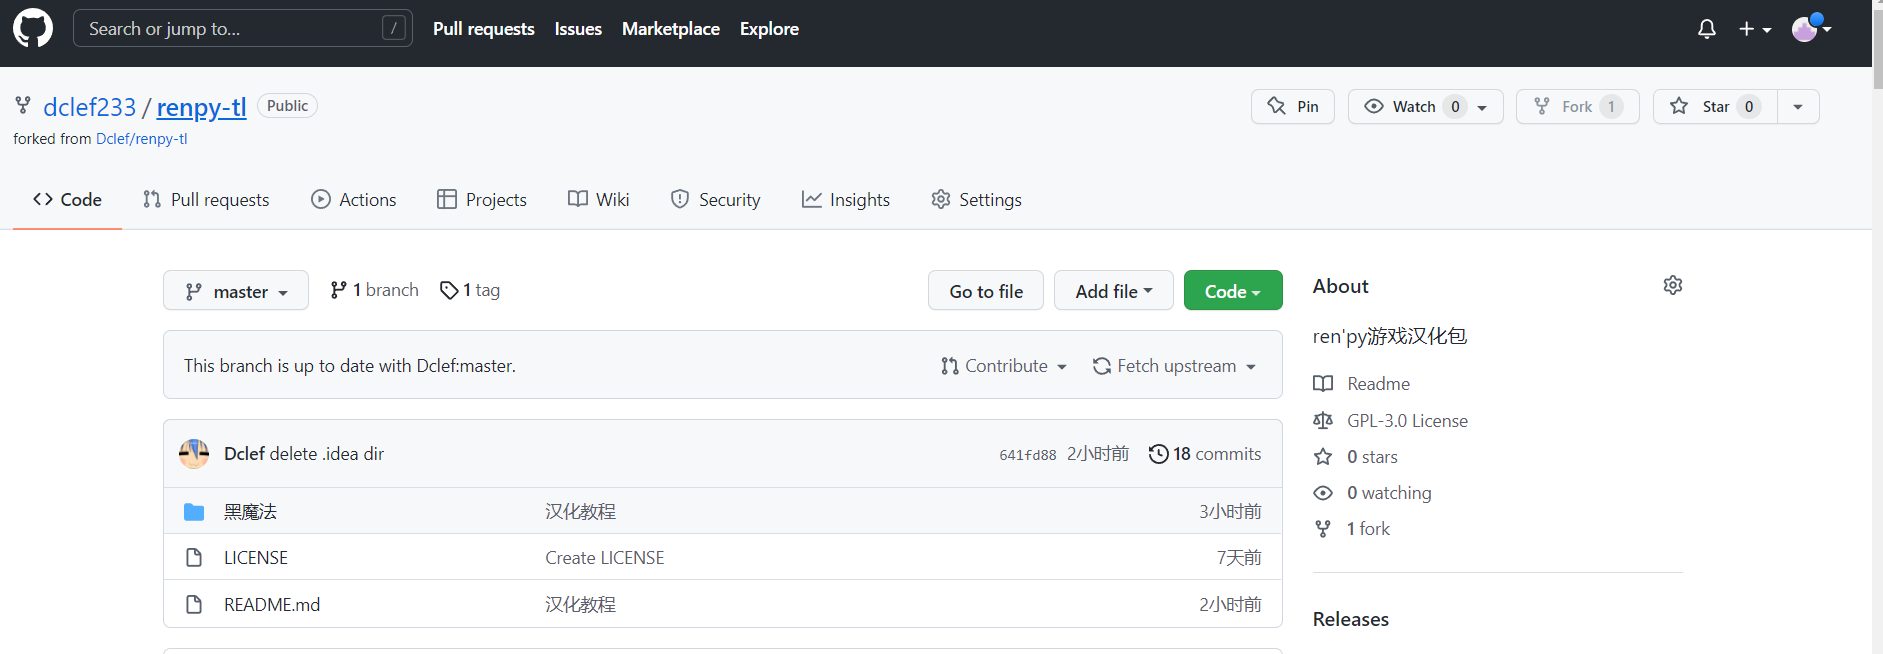 Search or jump to... / Pull requests Issues Marketplace Explore
dclef233 / renpy-tl Public Pin Watch 0 Fork 1 Star 0
forked from Dclef/renpy-tl
Code Pull requests Actions Projects Wiki Security Insights Settings
master 1 branch 1 tag Go to file Add file Code
This branch is up to date with Dclef:master. Contribute Fetch upstream
Dclef delete .idea dir 641fd88 2小时前 18 commits
黑魔法 汉化教程 3小时前
LICENSE Create LICENSE 7天前
README.md 汉化教程 2小时前
About
ren'py游戏汉化包
Readme
GPL-3.0 License
0 stars
0 watching
1 fork
Releases